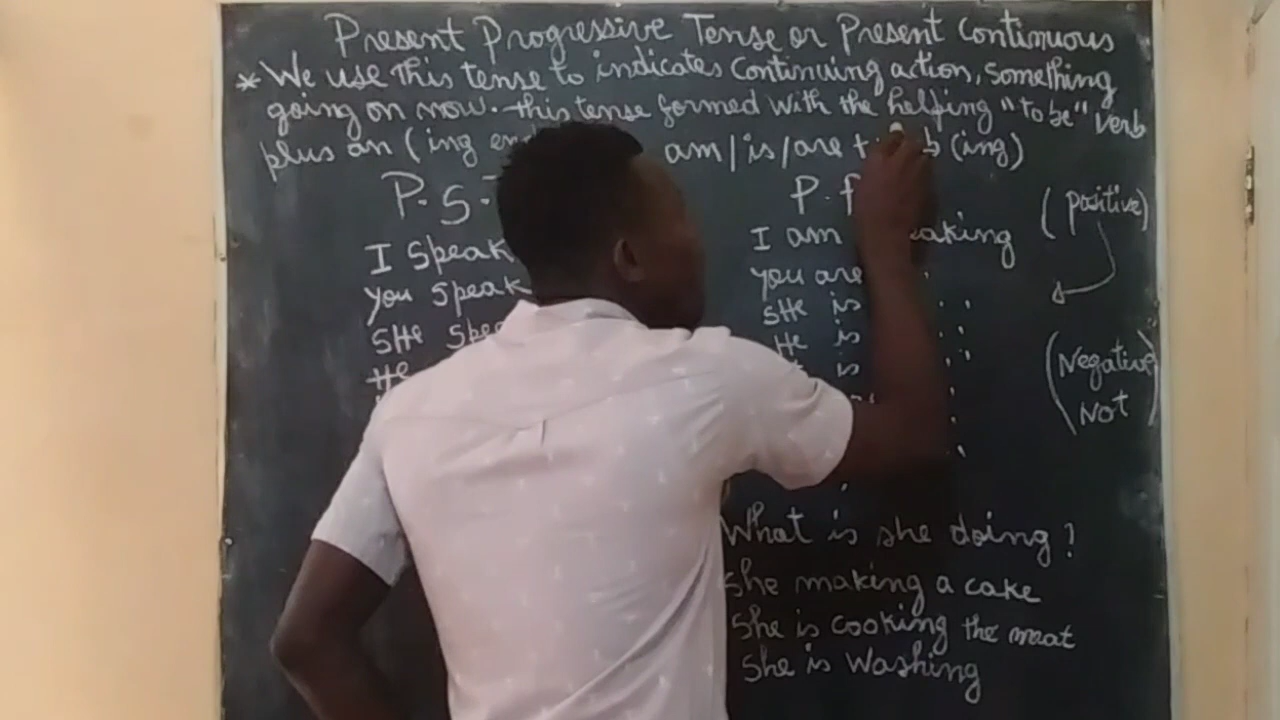 Present Progressive Tense or Present Continuous
* We use this tense to indicates Continuing action, Something
going on now. this tense formed with the helping "to be" verb
plus an (ing am/is/are + b (ing)
P.S.
I Speak
you Speak
SHe
He
P.
I am
you are "
SHe is " "
He is " "
is "
"
"
(positive)
(Negative
Not)
What is she doing?
She making a cake
She is cooking the meat
She is Washing